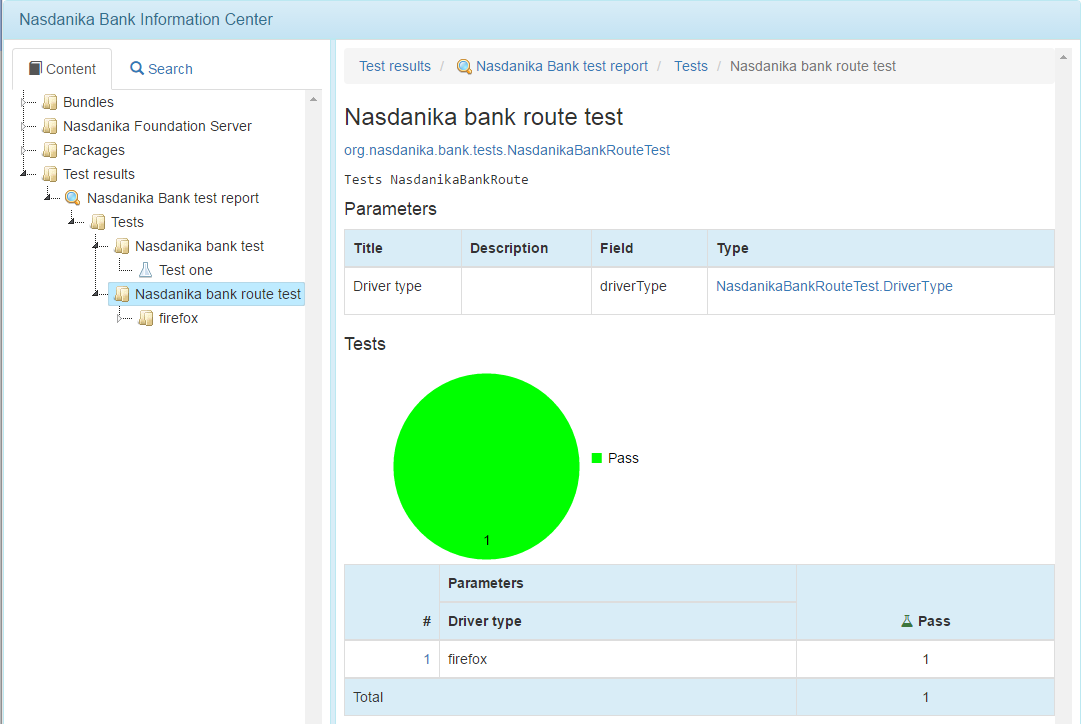 Nasdanika Bank Information Center
Content Search
Bundles
Nasdanika Foundation Server
Packages
Test results
Nasdanika Bank test report
Tests
Nasdanika bank test
Test one
Nasdanika bank route test
firefox
Test results / Nasdanika Bank test report / Tests / Nasdanika bank route test
Nasdanika bank route test
org.nasdanika.bank.tests.NasdanikaBankRouteTest
Tests NasdanikaBankRoute
Parameters
Title Description Field Type
Driver type driverType NasdanikaBankRouteTest.DriverType
Tests
Pass
1
Parameters
# Driver type Pass
1 firefox 1
Total 1